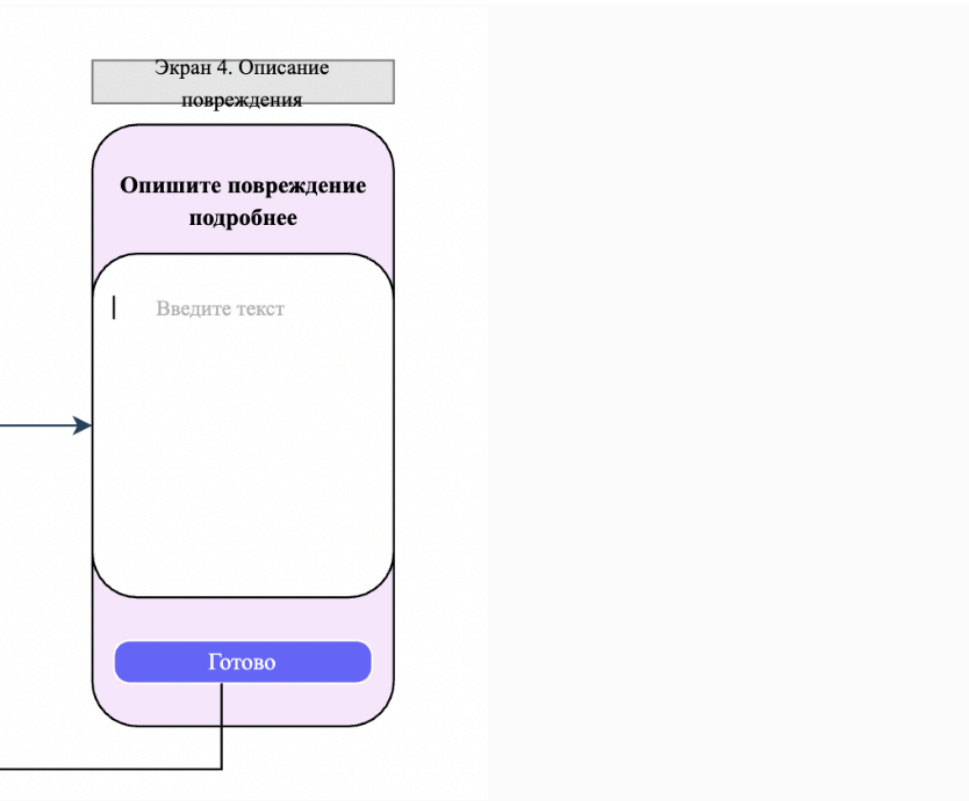 Экран 4. Описание
повреждения
Опишите повреждение
подробнее
Введите текст
Готово